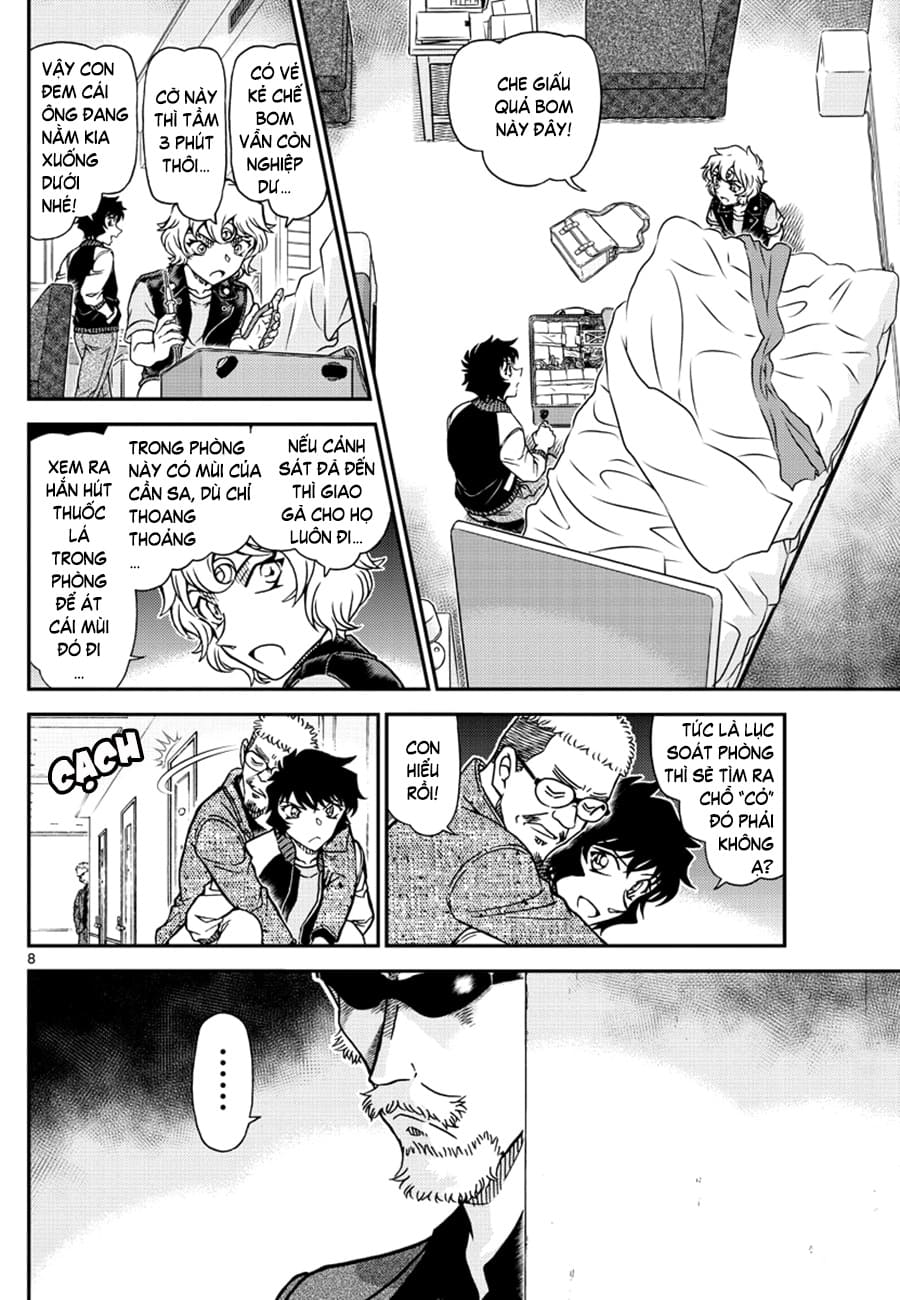 CHE GIẤU
QUẢ BOM
NÀY ĐÂY!
CÓ VẺ
KẺ CHẾ
BOM
VẪN CÒN
NGHIỆP
DƯ...
CỠ NÀY
THÌ TẦM
3 PHÚT
THÔI...
VẬY CON
ĐEM CÁI
ÔNG ĐANG
NẰM KIA
XUỐNG
DƯỚI
NHÉ!
NẾU CẢNH
SÁT ĐÃ ĐẾN
THÌ GIAO
GÃ CHO HỌ
LUÔN ĐI...
TRONG PHÒNG
NÀY CÓ MÙI CỦA
CẦN SA, DÙ CHỈ
THOANG
THOẢNG
...
XEM RA
HẮN HÚT
THUỐC
LÁ
TRONG
PHÒNG
ĐỂ ÁT
CÁI MÙI
ĐÓ ĐI
...
TỨC LÀ LỤC
SOÁT PHÒNG
THÌ SẼ TÌM RA
CHỖ “CỎ”
ĐÓ PHẢI
KHÔNG
Ạ?
CON
HIỂU
RỒI!
CẠCH
8
......